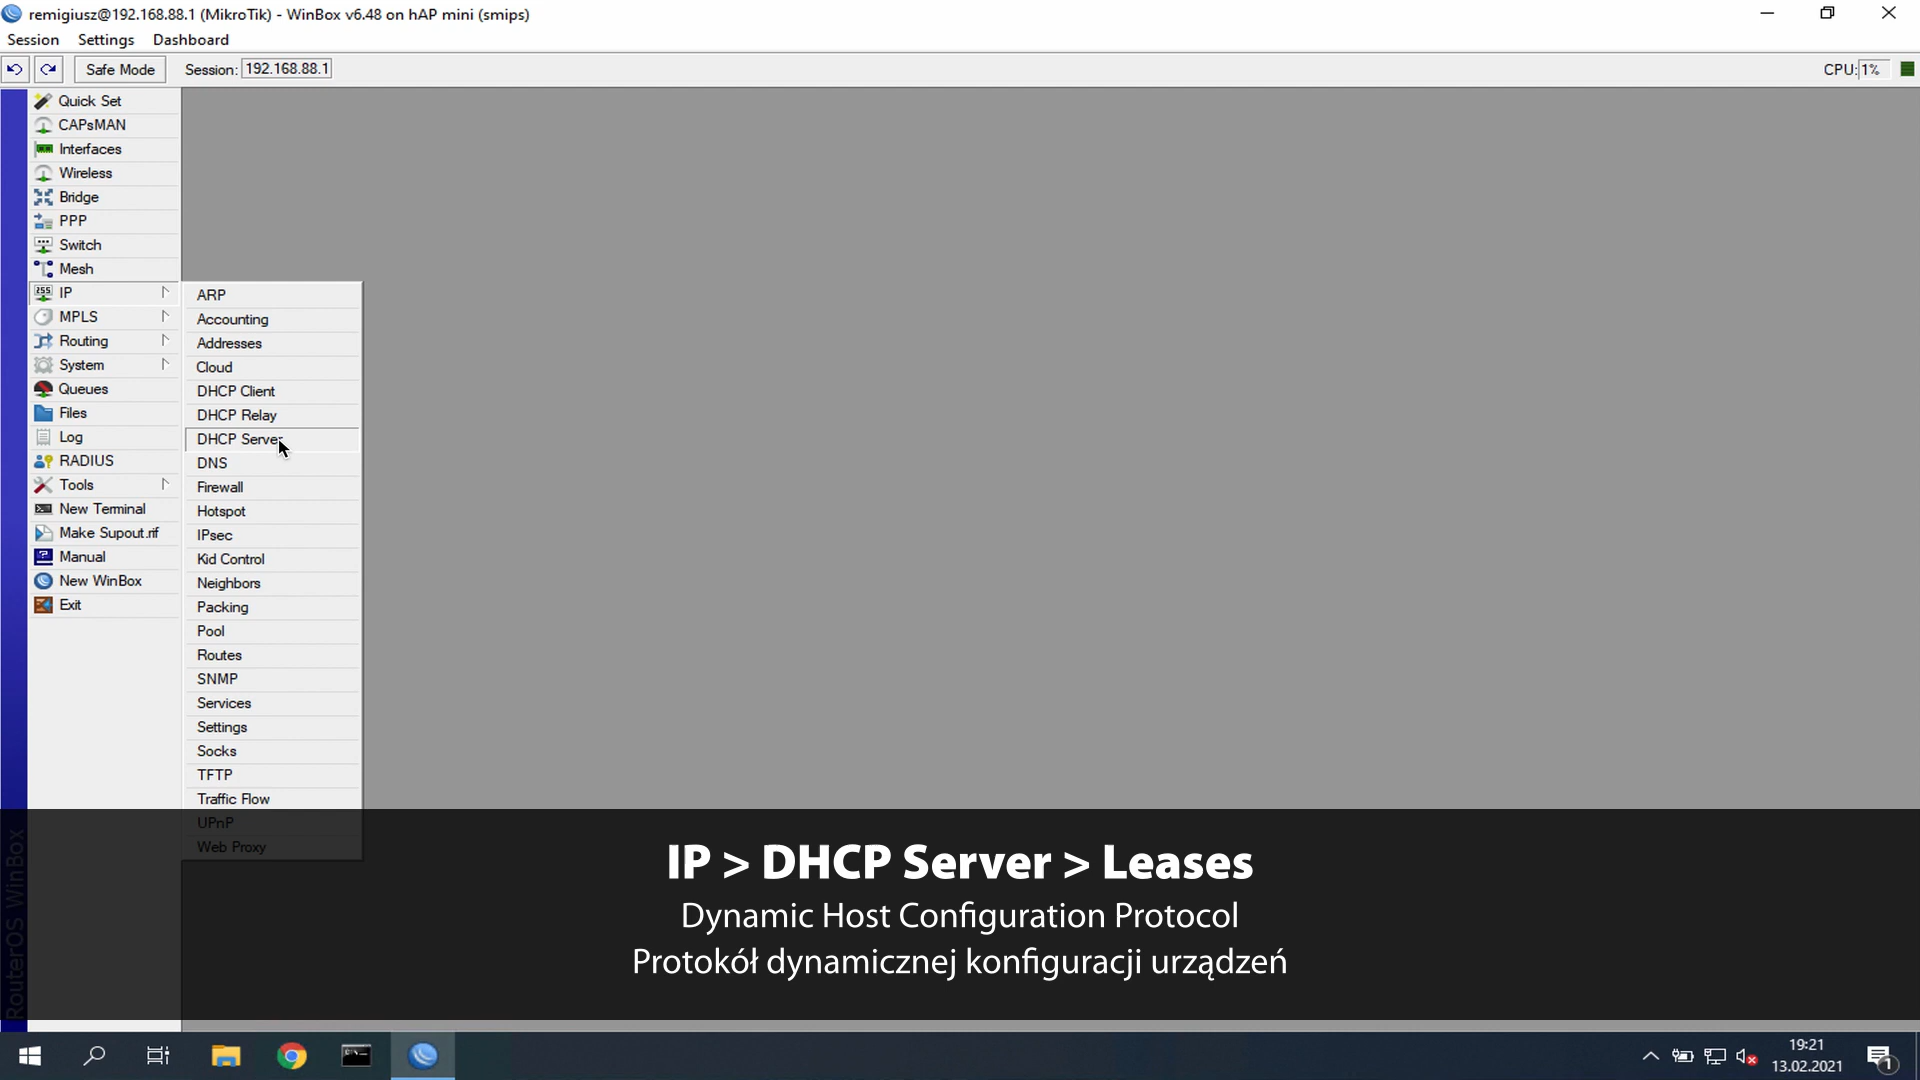 remigiusz@192.168.88.1 (MikroTik) - WinBox v6.48 on hAP mini (smips)
Session Settings Dashboard
Safe Mode Session: 192.168.88.1 CPU: 1%
Quick Set
CAPsMAN
Interfaces
Wireless
Bridge
PPP
Switch
Mesh
IP
MPLS
Routing
System
Queues
Files
Log
RADIUS
Tools
New Terminal
Make Supout.rif
Manual
New WinBox
Exit
ARP
Accounting
Addresses
Cloud
DHCP Client
DHCP Relay
DHCP Server
DNS
Firewall
Hotspot
IPsec
Kid Control
Neighbors
Packing
Pool
Routes
SNMP
Services
Settings
Socks
TFTP
Traffic Flow
UPnP
Web Proxy
RouterOS WinBox
IP > DHCP Server > Leases
Dynamic Host Configuration Protocol
Protokół dynamicznej konfiguracji urządzeń
19:21
13.02.2021
1